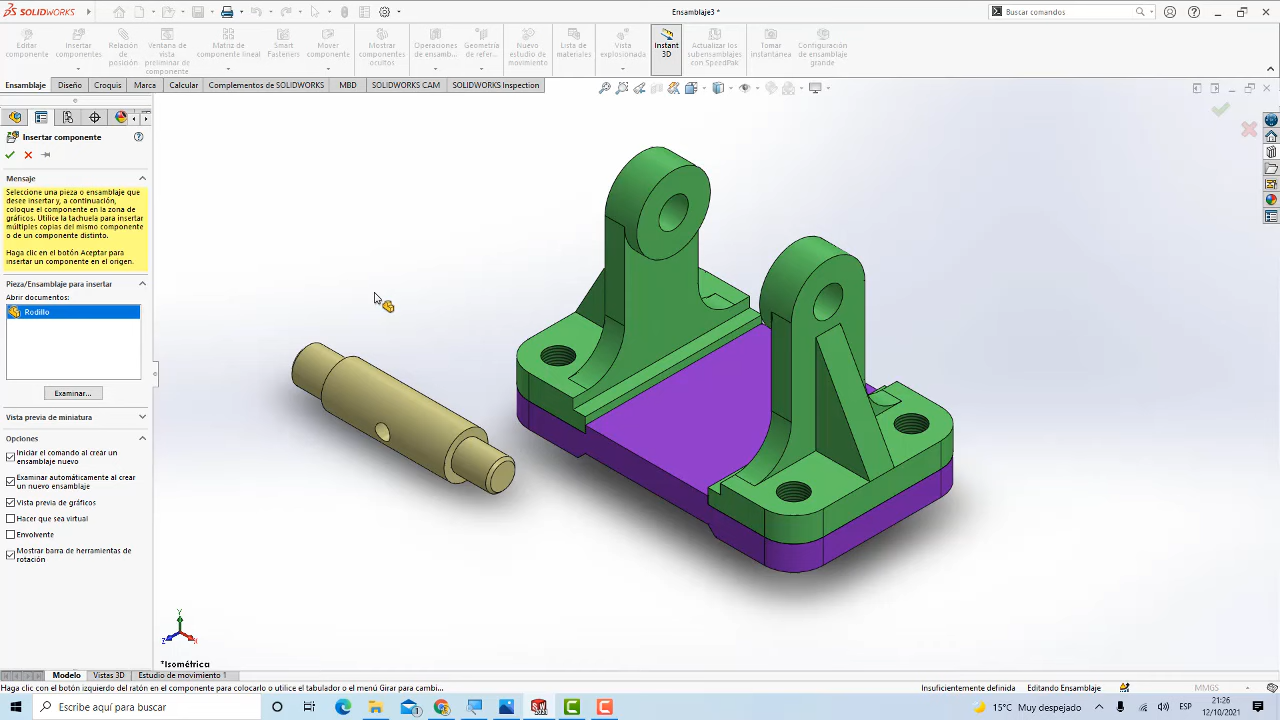 SOLIDWORKS
Ensamblaje3 *
Buscar comandos
Editar componente
Insertar componentes
Relación de posición
Ventana de vista preliminar de componente
Matriz de componente lineal
Smart Fasteners
Mover componente
Mostrar componentes ocultos
Operaciones de ensamb...
Geometría de refer...
Nuevo estudio de movimiento
Lista de materiales
Vista explosionada
Instant 3D
Actualizar los subensamblajes con SpeedPak
Tomar instantánea
Configuración de ensamblaje grande
Ensamblaje
Diseño
Croquis
Marca
Calcular
Complementos de SOLIDWORKS
MBD
SOLIDWORKS CAM
SOLIDWORKS Inspection
Insertar componente
Mensaje
Seleccione una pieza o ensamblaje que
desee insertar y, a continuación,
coloque el componente en la zona de
gráficos. Utilice la tachuela para insertar
múltiples copias del mismo componente
o de un componente distinto.
Haga clic en el botón Aceptar para
insertar un componente en el origen.
Pieza/Ensamblaje para insertar
Abrir documentos:
Rodillo
Examinar...
Vista previa de miniatura
Opciones
Iniciar el comando al crear un
ensamblaje nuevo
Examinar automáticamente al crear
un nuevo ensamblaje
Vista previa de gráficos
Hacer que sea virtual
Envolvente
Mostrar barra de herramientas de
rotación
Y
Z
X
*Isométrica
Modelo
Vistas 3D
Estudio de movimiento 1
Haga clic con el botón izquierdo del ratón en el componente para colocarlo o utilice el tabulador o el menú Girar para cambi...
Insuficientemente definida
Editando Ensamblaje
MMGS
Escribe aquí para buscar
15°C Muy despejado
ESP
21:26
12/10/2021